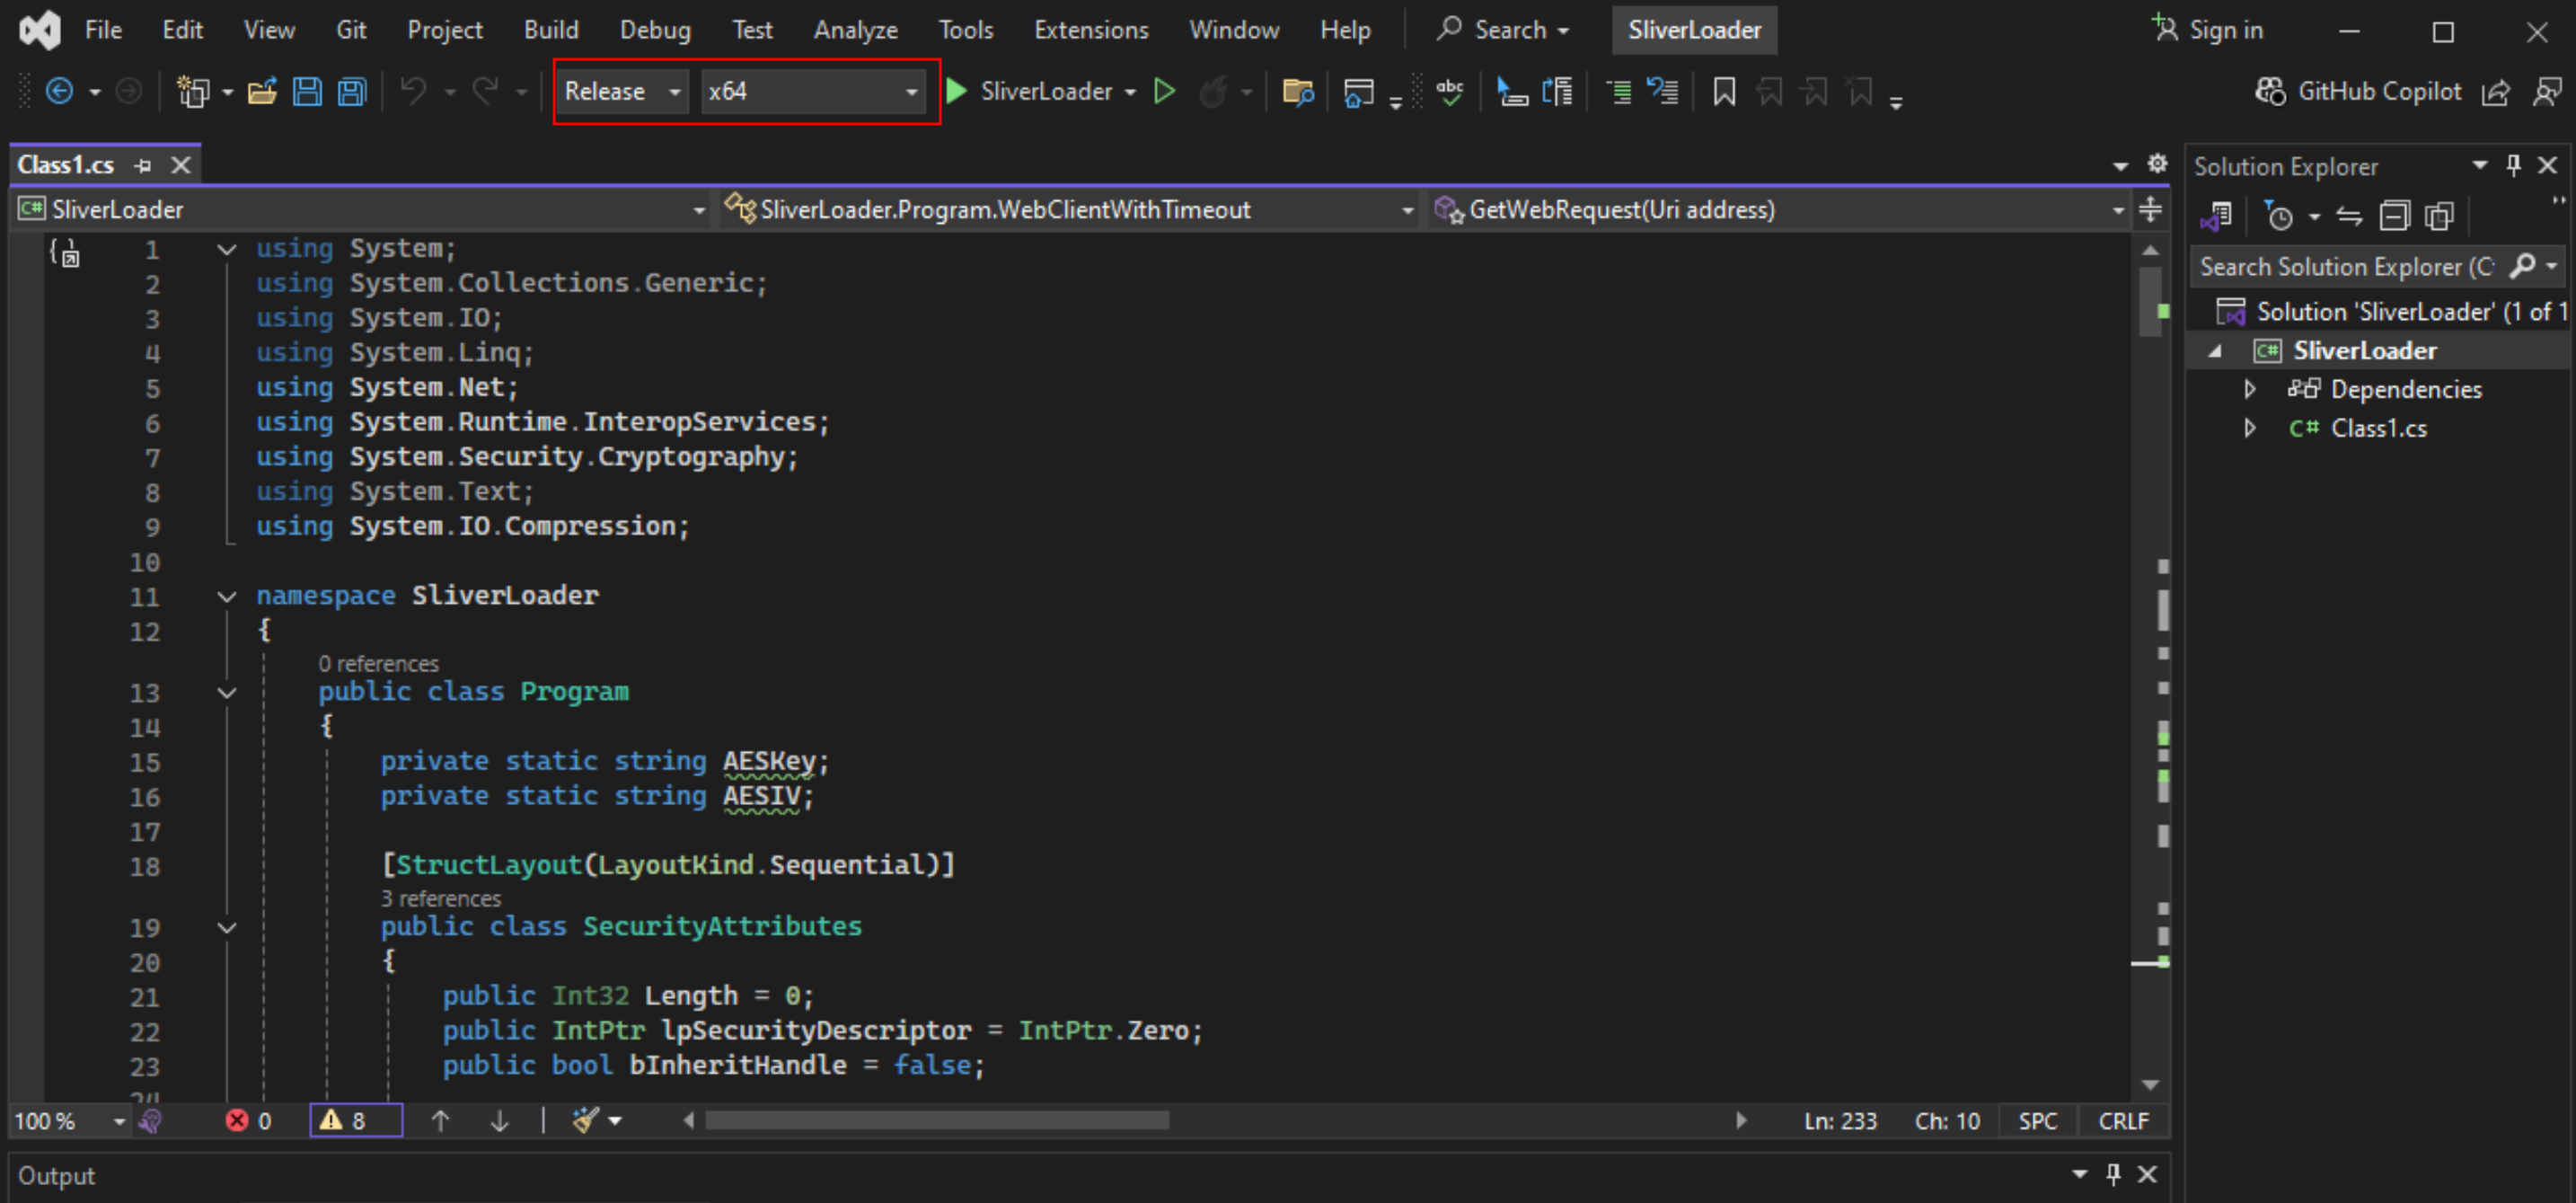 File Edit View Git Project Build Debug Test Analyze Tools Extensions Window Help Search SliverLoader Sign in
Release x64 SliverLoader abc GitHub Copilot
Class1.cs
Solution Explorer
C# SliverLoader SliverLoader.Program.WebClientWithTimeout GetWebRequest(Uri address)
Search Solution Explorer (C
Solution 'SliverLoader' (1 of 1
C# SliverLoader
Dependencies
C# Class1.cs
1 using System;
2 using System.Collections.Generic;
3 using System.IO;
4 using System.Linq;
5 using System.Net;
6 using System.Runtime.InteropServices;
7 using System.Security.Cryptography;
8 using System.Text;
9 using System.IO.Compression;
10
11 namespace SliverLoader
12 {
0 references
13 public class Program
14 {
15 private static string AESKey;
16 private static string AESIV;
17
18 [StructLayout(LayoutKind.Sequential)]
3 references
19 public class SecurityAttributes
20 {
21 public Int32 Length = 0;
22 public IntPtr lpSecurityDescriptor = IntPtr.Zero;
23 public bool bInheritHandle = false;
24
100 % 0 8 Ln: 233 Ch: 10 SPC CRLF
Output